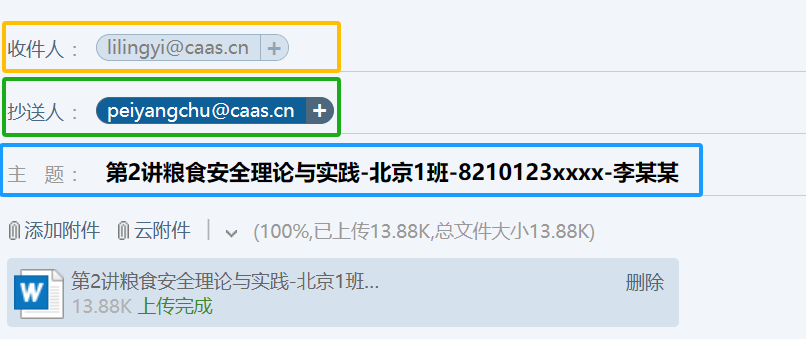 收件人： lilingyi@caas.cn +
抄送人： peiyangchu@caas.cn +
主 题： 第2讲粮食安全理论与实践-北京1班-8210123xxxx-李某某
添加附件 云附件 | (100%,已上传13.88K,总文件大小13.88K)
W 第2讲粮食安全理论与实践-北京1班... 删除
13.88K 上传完成